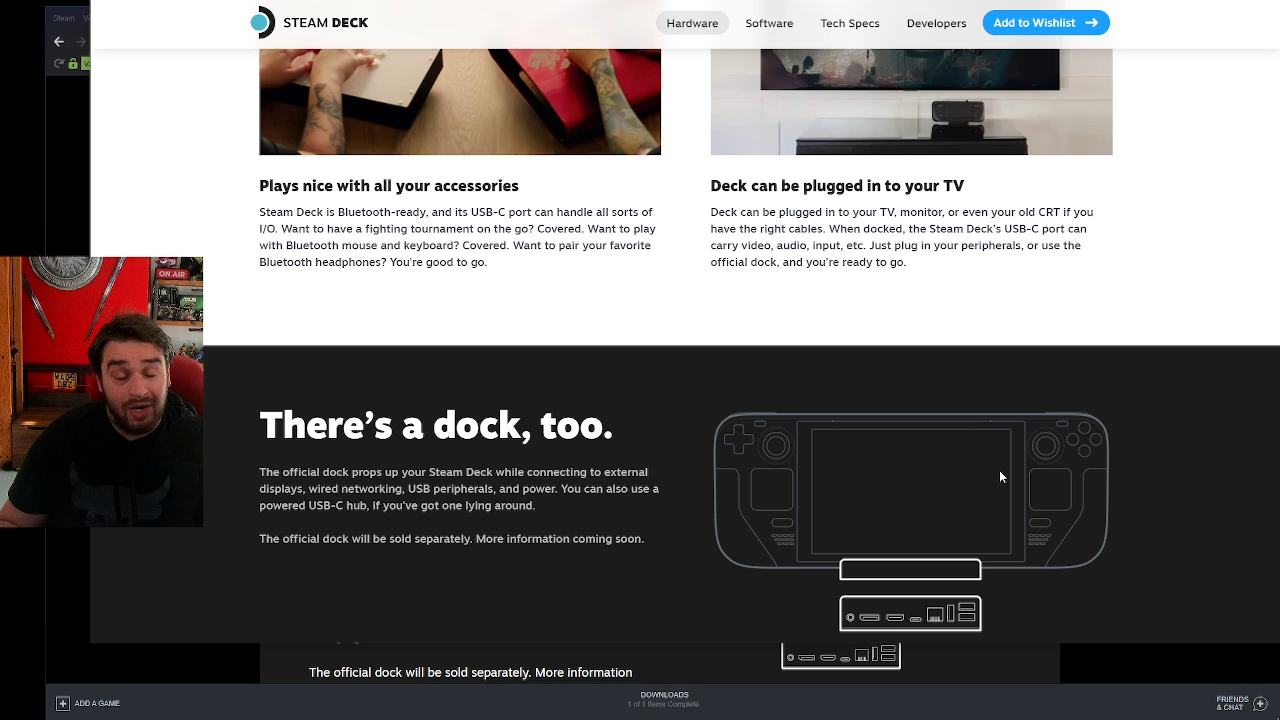 Steam
STEAM DECK
Hardware
Software
Tech Specs
Developers
Add to Wishlist
Plays nice with all your accessories
Steam Deck is Bluetooth-ready, and its USB-C port can handle all sorts of
I/O. Want to have a fighting tournament on the go? Covered. Want to play
with Bluetooth mouse and keyboard? Covered. Want to pair your favorite
Bluetooth headphones? You're good to go.
Deck can be plugged in to your TV
Deck can be plugged in to your TV, monitor, or even your old CRT if you
have the right cables. When docked, the Steam Deck's USB-C port can
carry video, audio, input, etc. Just plug in your peripherals, or use the
official dock, and you're ready to go.
ON AIR
There's a dock, too.
The official dock props up your Steam Deck while connecting to external
displays, wired networking, USB peripherals, and power. You can also use a
powered USB-C hub, if you've got one lying around.
The official dock will be sold separately. More information coming soon.
The official dock will be sold separately. More information
ADD A GAME
DOWNLOADS
1 of 1 Items Complete
FRIENDS
& CHAT